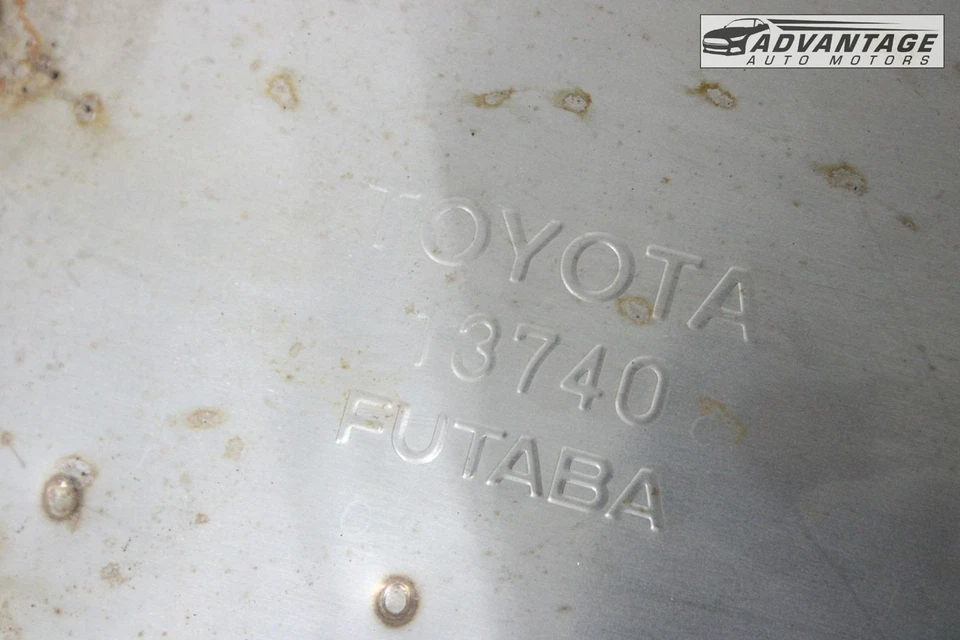 ADVANTAGE
AUTO MOTORS
TOYOTA
13740
FUTABA